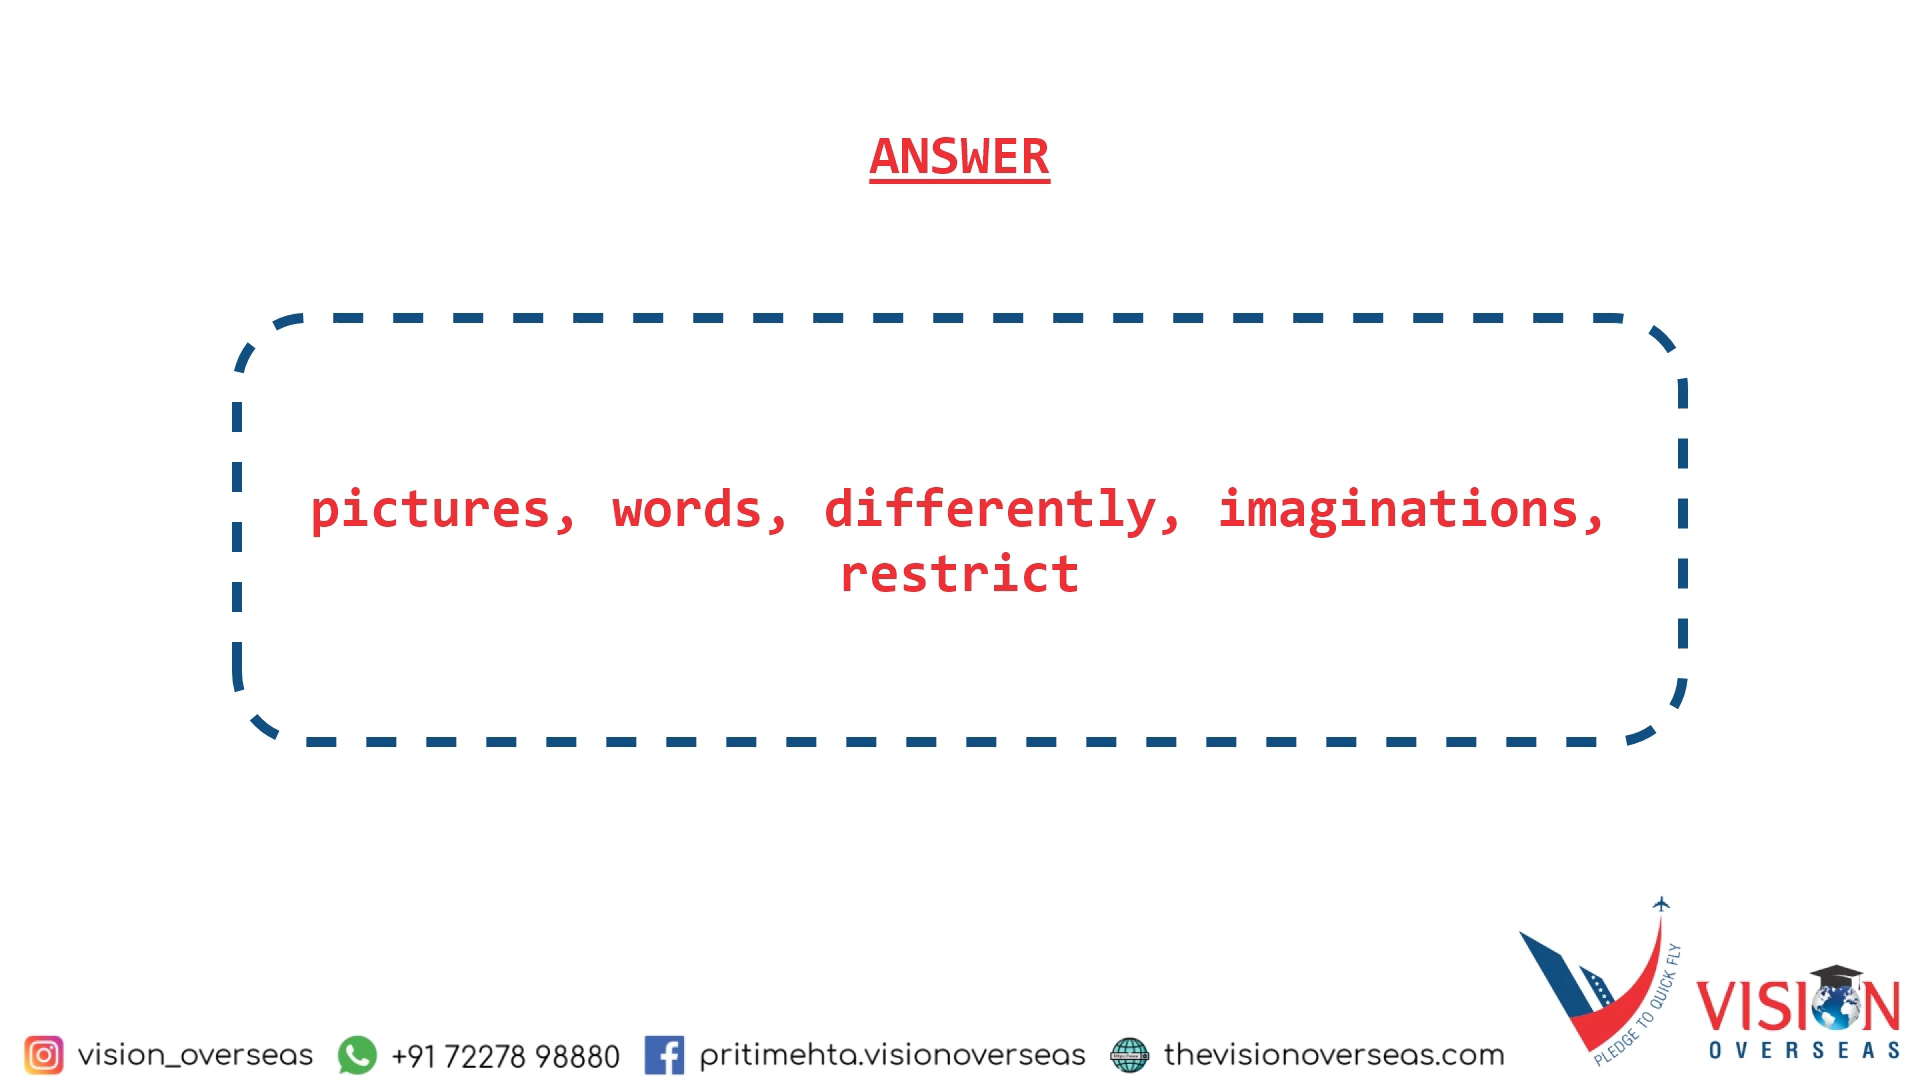 ANSWER
pictures, words, differently, imaginations,
restrict
PLEDGE TO QUICK FLY
VISION
OVERSEAS
vision_overseas
+91 72278 98880
pritimehta.visionoverseas
thevisionoverseas.com